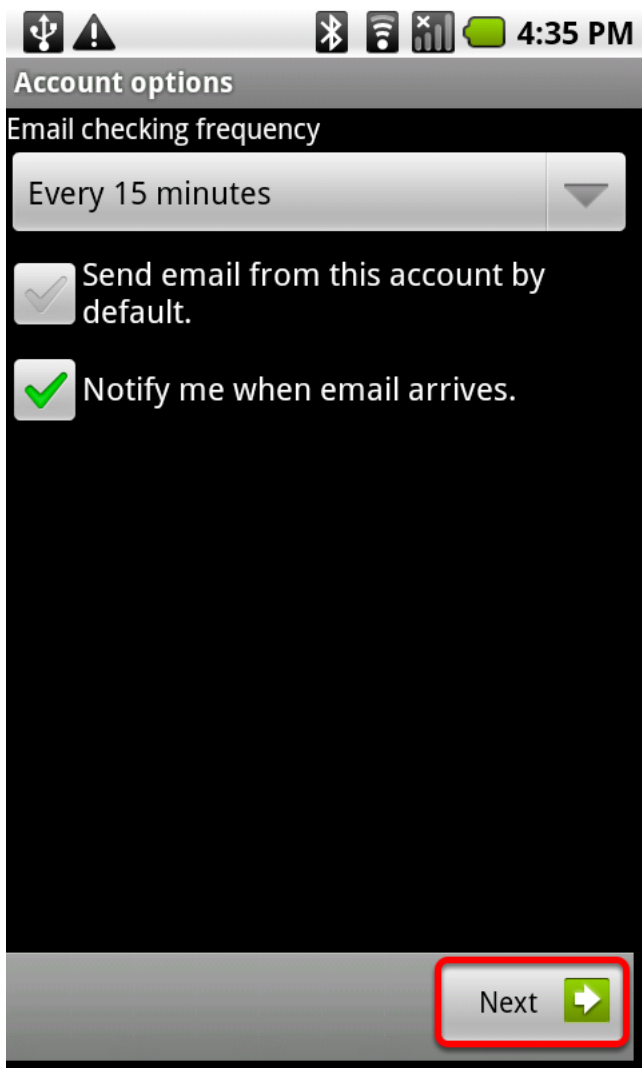 4:35 PM
Account options
Email checking frequency
Every 15 minutes
Send email from this account by
default.
Notify me when email arrives.
Next